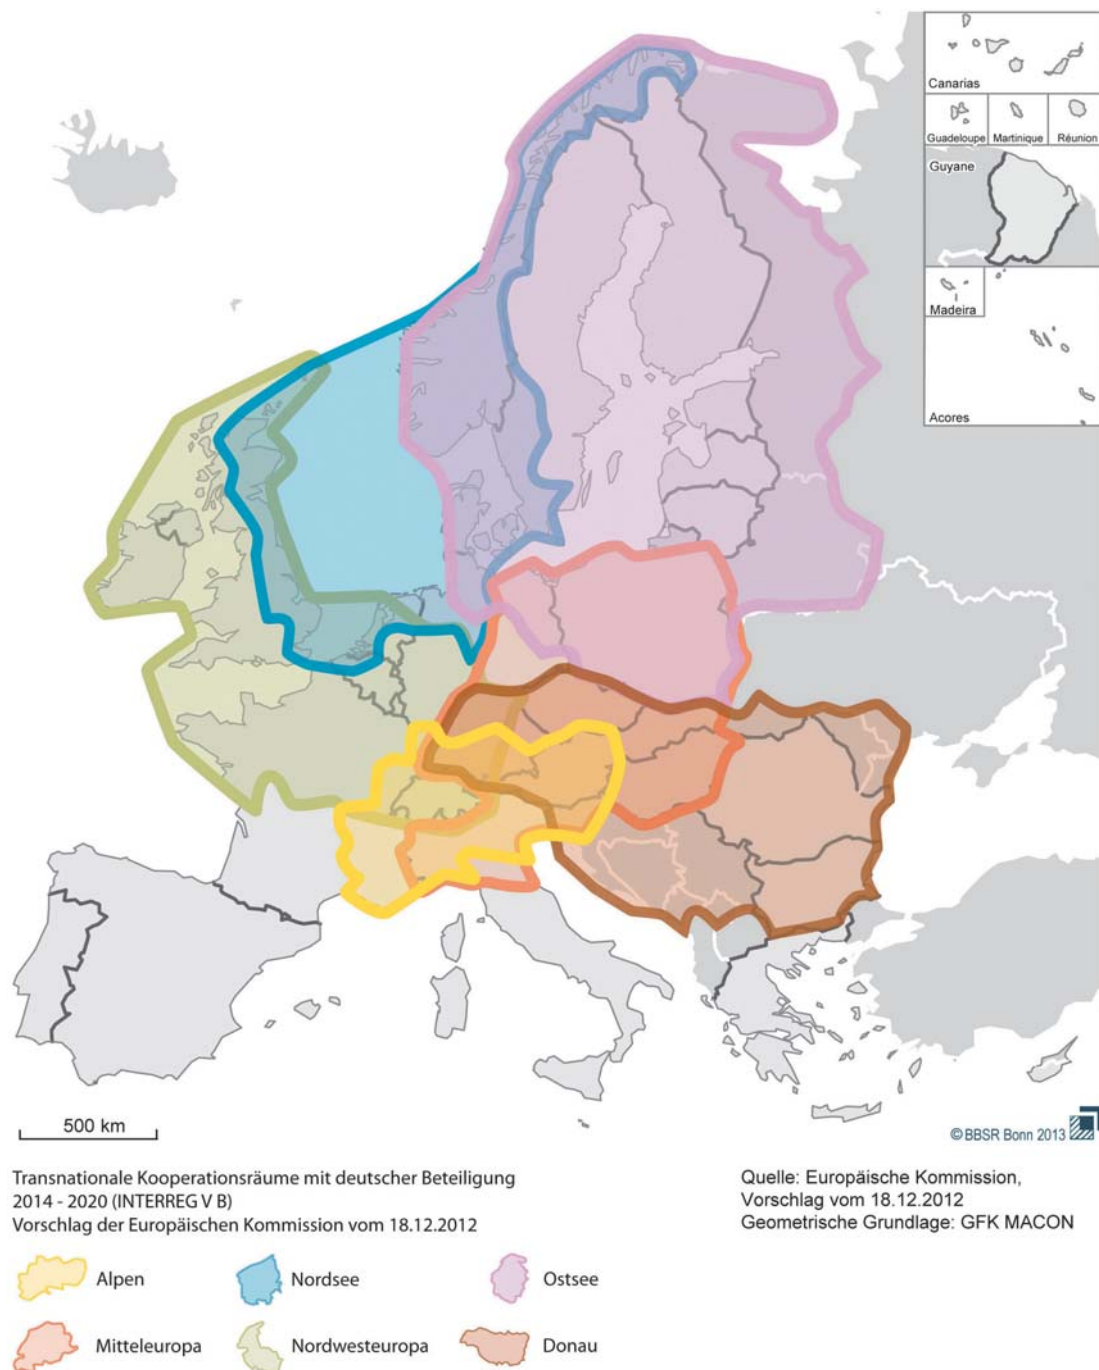 Canarias
Guadeloupe Martinique Réunion
Guyane
Madeira
Acores
500 km
©BBSR Bonn 2013
Transnationale Kooperationsräume mit deutscher Beteiligung
2014 - 2020 (INTERREG V B)
Vorschlag der Europäischen Kommission vom 18.12.2012
Quelle: Europäische Kommission,
Vorschlag vom 18.12.2012
Geometrische Grundlage: GFK MACON
Alpen Nordsee Ostsee
Mitteleuropa Nordwesteuropa Donau